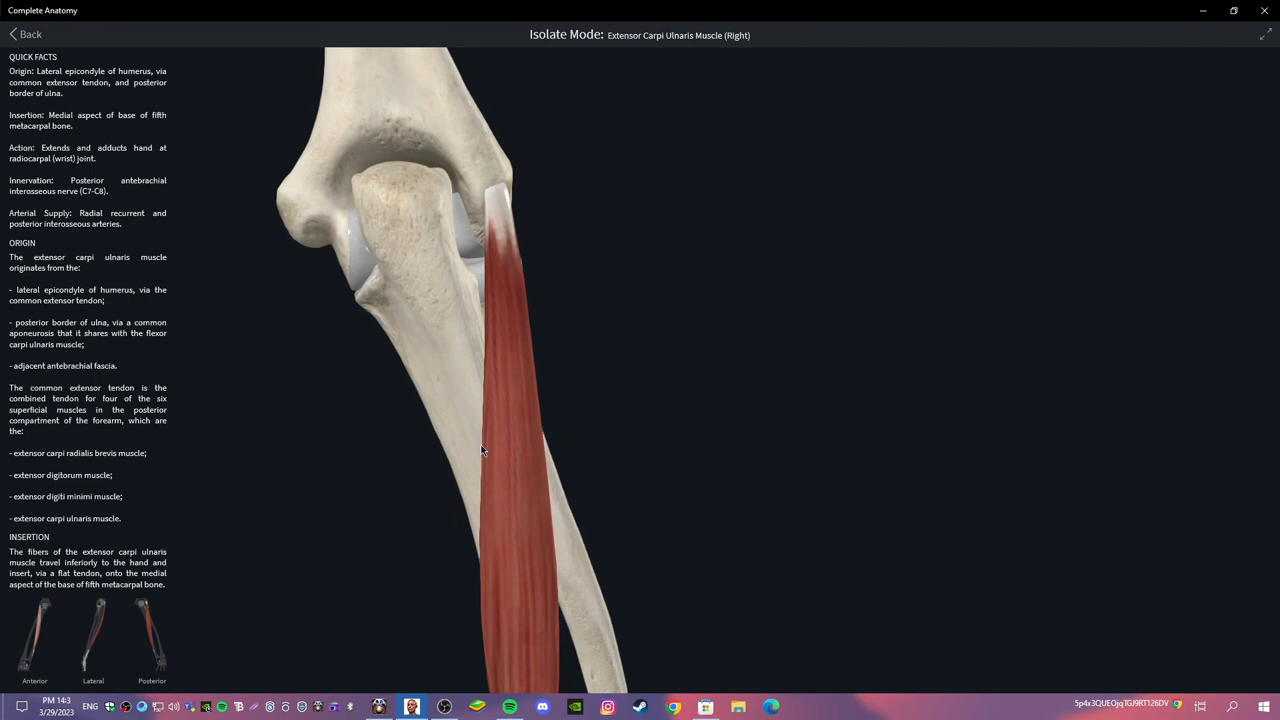 Complete Anatomy
Back
Isolate Mode: Extensor Carpi Ulnaris Muscle (Right)
QUICK FACTS
Origin: Lateral epicondyle of humerus, via
common extensor tendon, and posterior
border of ulna.
Insertion: Medial aspect of base of fifth
metacarpal bone.
Action: Extends and adducts hand at
radiocarpal (wrist) joint.
Innervation: Posterior antebrachial
interosseous nerve (C7-C8).
Arterial Supply: Radial recurrent and
posterior interosseous arteries.
ORIGIN
The extensor carpi ulnaris muscle
originates from the:
- lateral epicondyle of humerus, via the
common extensor tendon;
- posterior border of ulna, via a common
aponeurosis that it shares with the flexor
carpi ulnaris muscle;
- adjacent antebrachial fascia.
The common extensor tendon is the
combined tendon for four of the six
superficial muscles in the posterior
compartment of the forearm, which are
the:
- extensor carpi radialis brevis muscle;
- extensor digitorum muscle;
- extensor digiti minimi muscle;
- extensor carpi ulnaris muscle.
INSERTION
The fibers of the extensor carpi ulnaris
muscle travel inferiorly to the hand and
insert, via a flat tendon, onto the medial
aspect of the base of fifth metacarpal bone.
Anterior
Lateral
Posterior
PM 14:3
3/29/2023
ENG
5p4x3QUEOjqTGJ9RT126DV